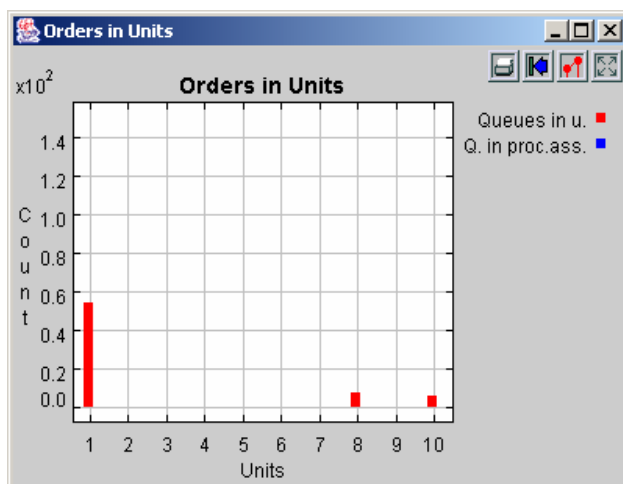 Orders in Units
Orders in Units
x10²
Queues in u.
Q. in proc.ass.
Count
1.4
1.2
1.0
0.8
0.6
0.4
0.2
0.0
1 2 3 4 5 6 7 8 9 10
Units